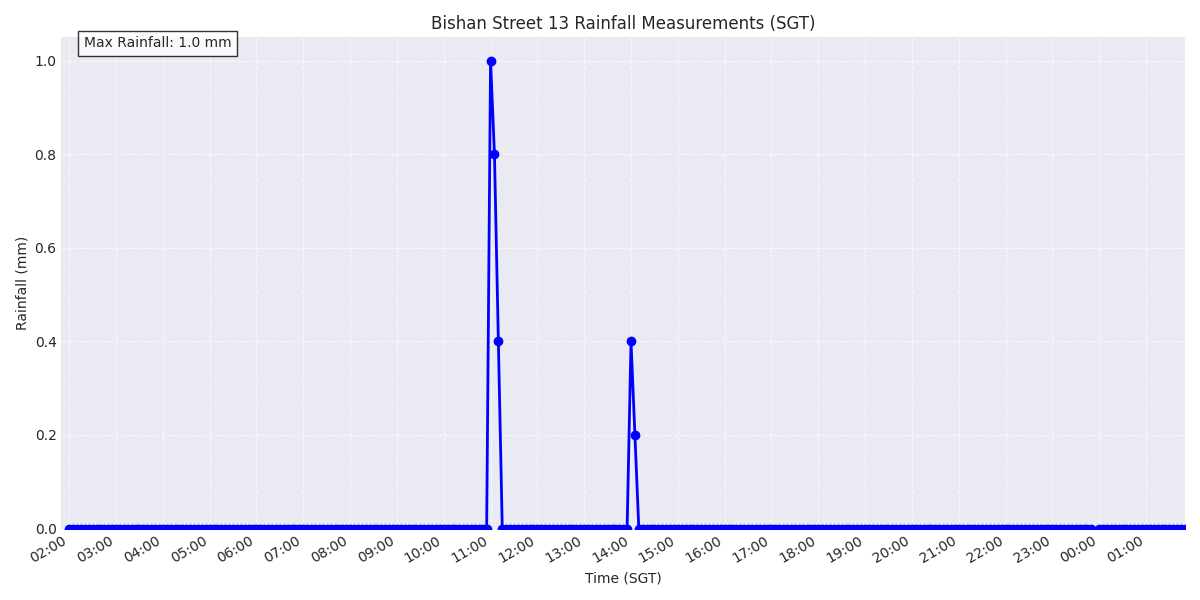 Bishan Street 13 Rainfall Measurements (SGT)
Max Rainfall: 1.0 mm
1.0
0.8
0.6
0.4
0.2
0.0
Rainfall (mm)
02:00 03:00 04:00 05:00 06:00 07:00 08:00 09:00 10:00 11:00 12:00 13:00 14:00 15:00 16:00 17:00 18:00 19:00 20:00 21:00 22:00 23:00 00:00 01:00
Time (SGT)